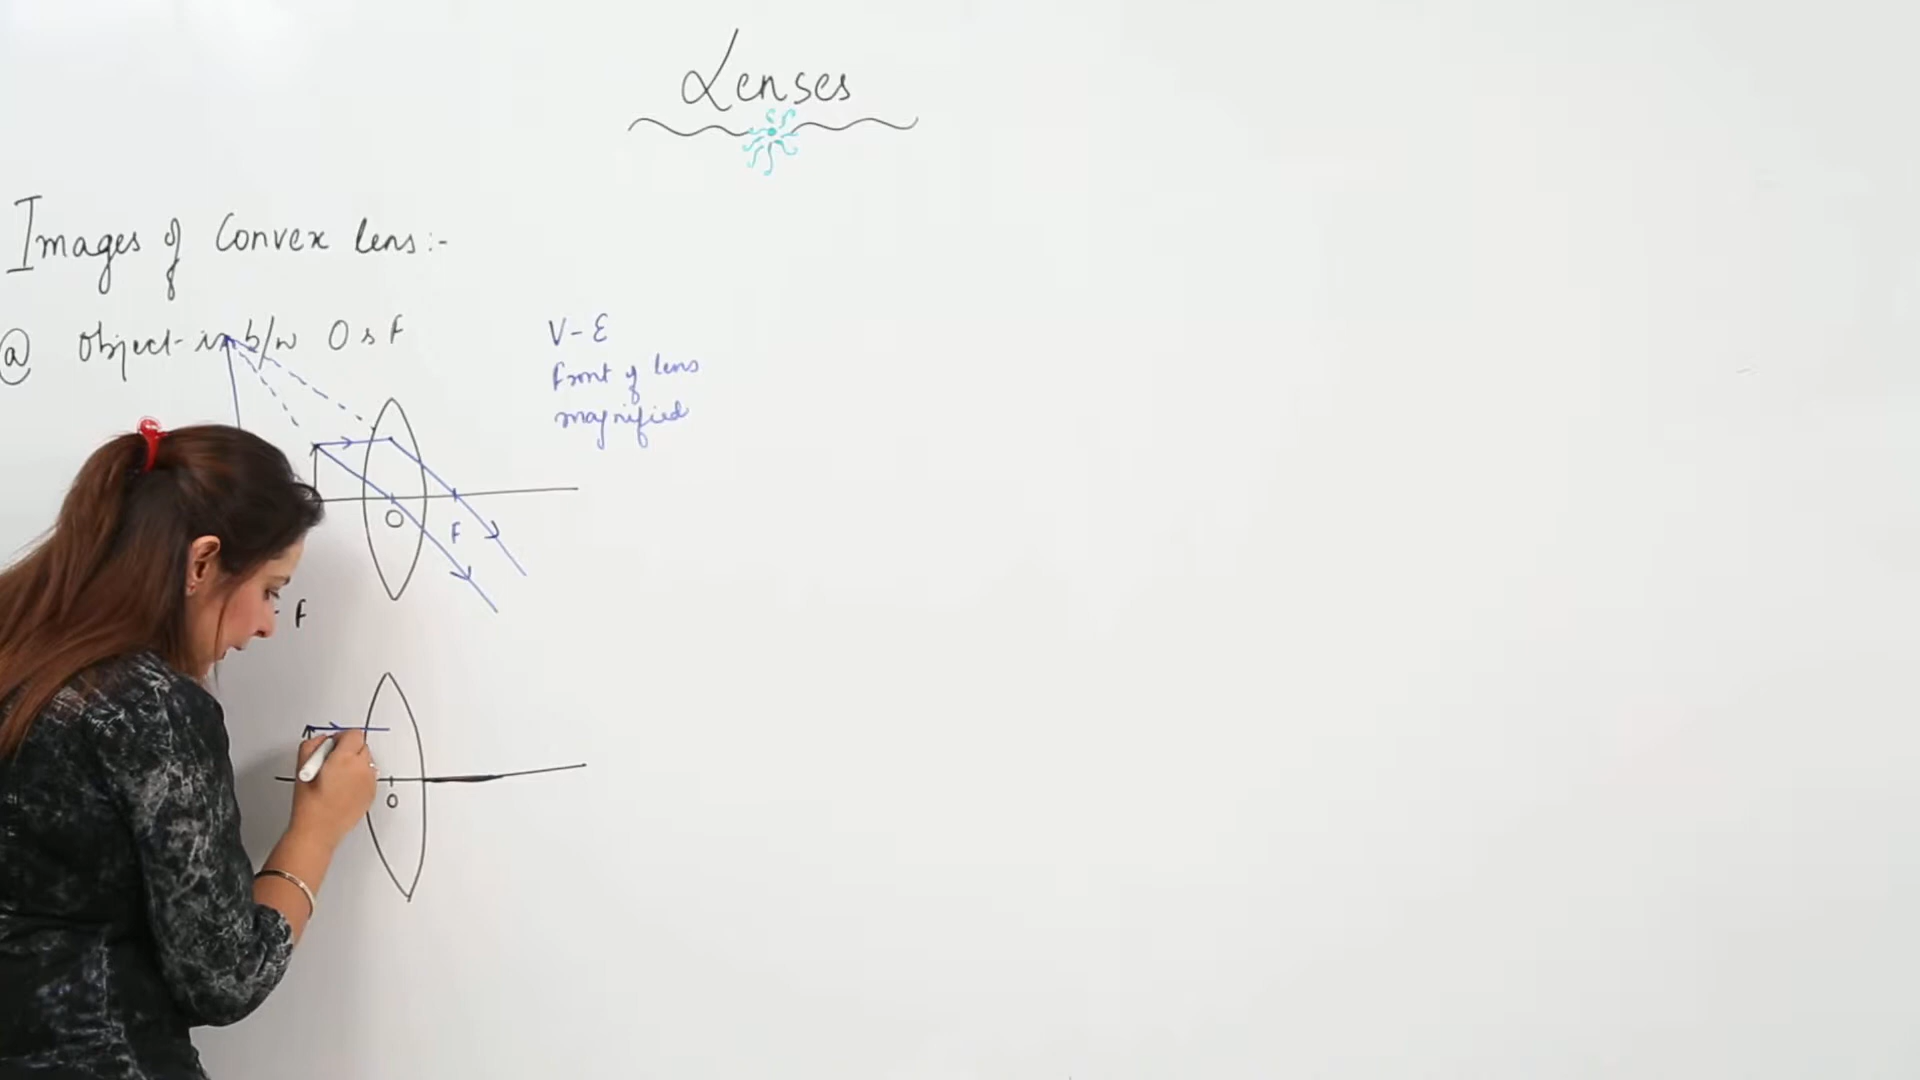 Lenses
Images of Convex lens:-
(a) Object in b/w O & F
V-E
front of lens
magnified
O
F
F
O